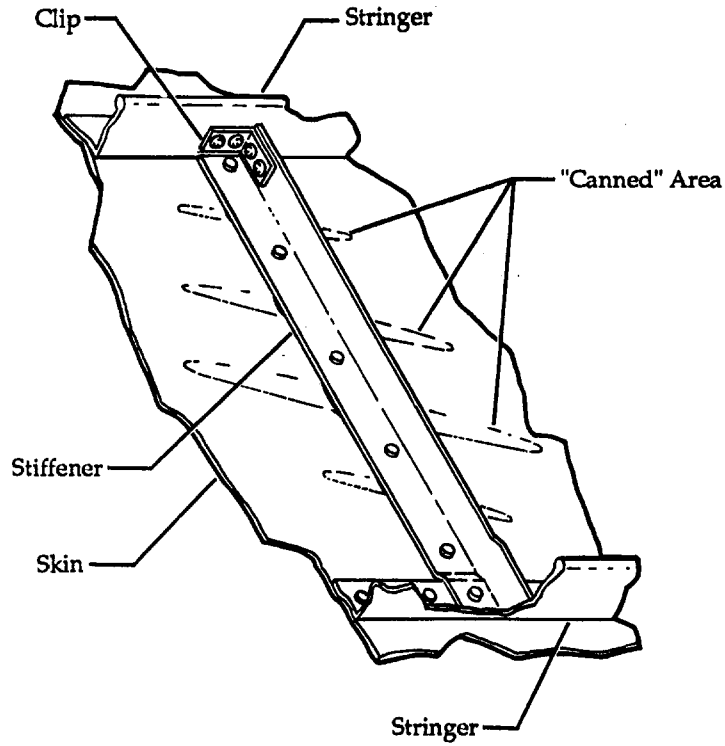 Clip
Stringer
"Canned" Area
Stiffener
Skin
Stringer